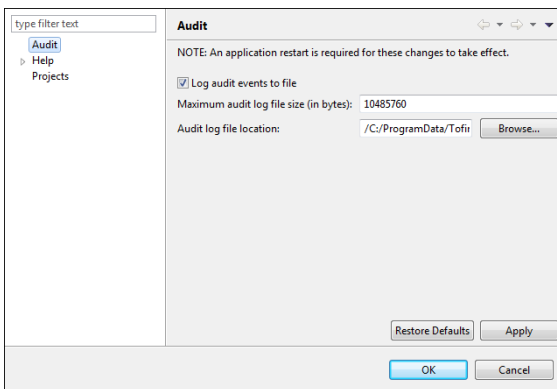 type filter text
Audit
Help
Projects
Audit
NOTE: An application restart is required for these changes to take effect.
Log audit events to file
Maximum audit log file size (in bytes): 10485760
Audit log file location: /C:/ProgramData/Tofin Browse...
Restore Defaults Apply
OK Cancel